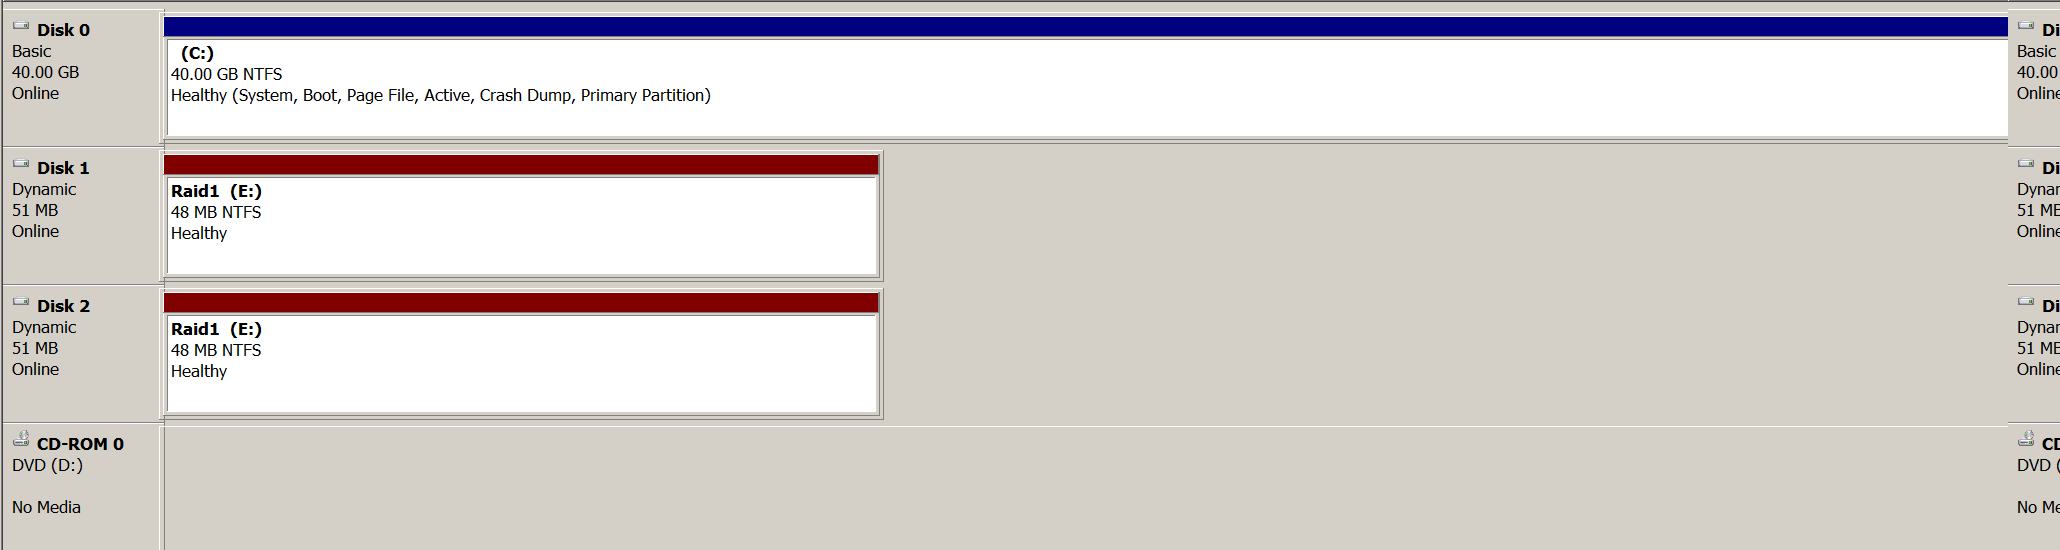 Disk 0
Basic
40.00 GB
Online
(C:)
40.00 GB NTFS
Healthy (System, Boot, Page File, Active, Crash Dump, Primary Partition)
Di
Basic
40.00
Online
Disk 1
Dynamic
51 MB
Online
Raid1 (E:)
48 MB NTFS
Healthy
Di
Dynar
51 ME
Online
Disk 2
Dynamic
51 MB
Online
Raid1 (E:)
48 MB NTFS
Healthy
Di
Dynar
51 ME
Online
CD-ROM 0
DVD (D:)
No Media
CD
DVD (
No Me